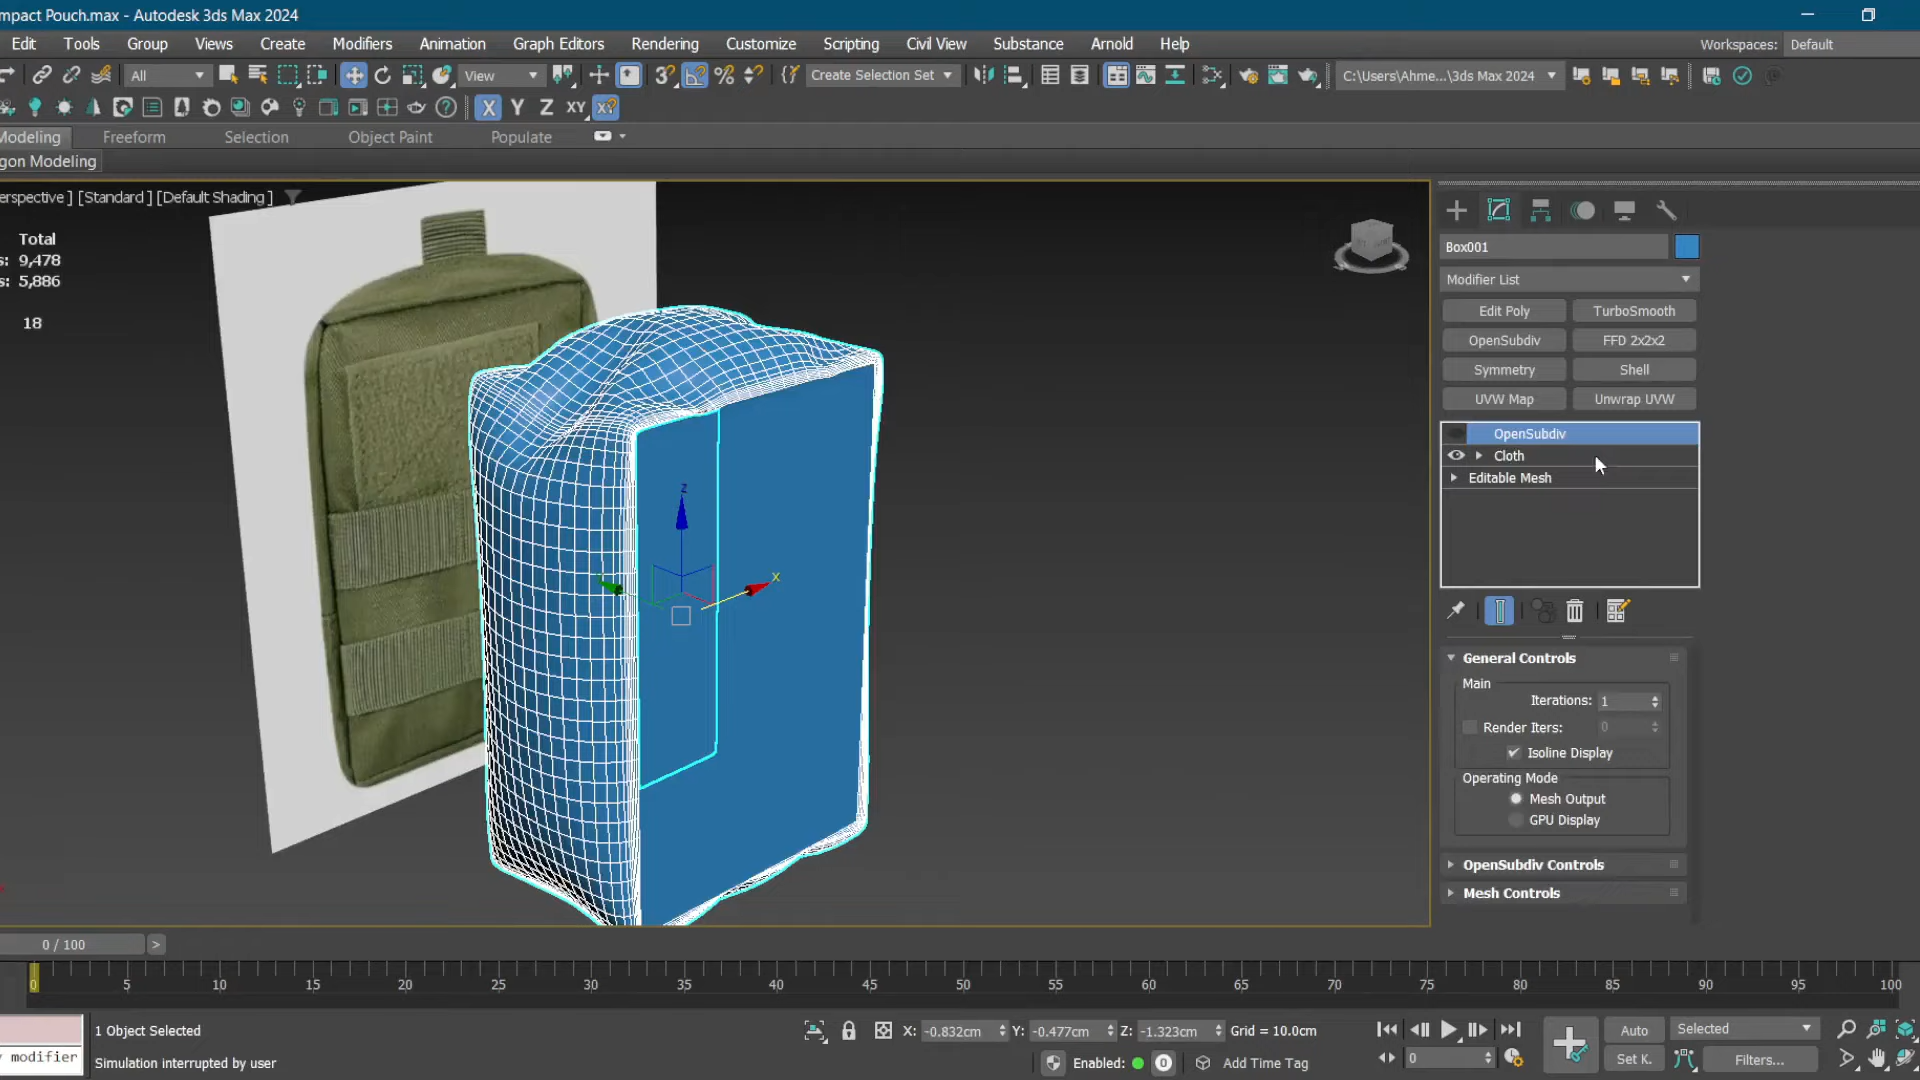 mpact Pouch.max - Autodesk 3ds Max 2024
Edit Tools Group Views Create Modifiers Animation Graph Editors Rendering Customize Scripting Civil View Substance Arnold Help
Workspaces: Default
All View Create Selection Set C:\Users\Ahme...\3ds Max 2024
X Y Z XY
Modeling Freeform Selection Object Paint Populate
gon Modeling
erspective ] [Standard ] [Default Shading ]
Total
s: 9,478
s: 5,886
18
z
x
Box001
Modifier List
Edit Poly TurboSmooth
OpenSubdiv FFD 2x2x2
Symmetry Shell
UVW Map Unwrap UVW
OpenSubdiv
Cloth
Editable Mesh
General Controls
Main
Iterations: 1
Render Iters: 0
Isoline Display
Operating Mode
Mesh Output
GPU Display
OpenSubdiv Controls
Mesh Controls
0 / 100 >
0 5 10 15 20 25 30 35 40 45 50 55 60 65 70 75 80 85 90 95 100
1 Object Selected
X: -0.832cm Y: -0.477cm Z: -1.323cm Grid = 10.0cm
Auto Selected
y modifier
Simulation interrupted by user
Enabled: 0 Add Time Tag
0
Set K. Filters...